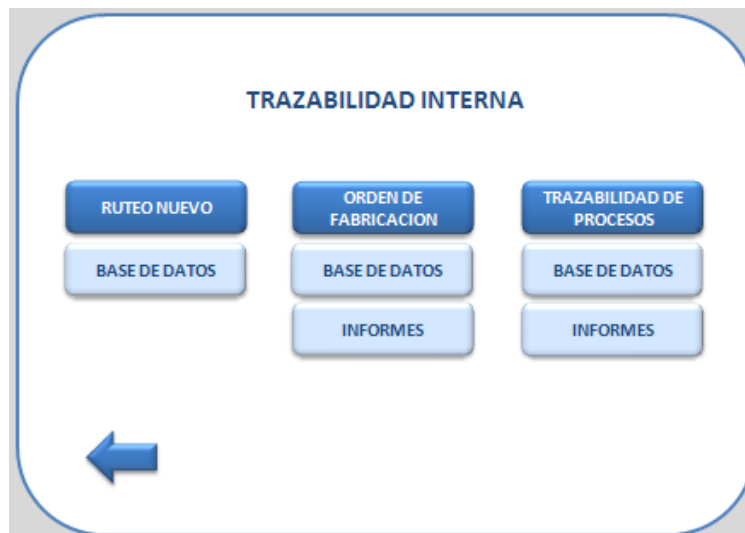 TRAZABILIDAD INTERNA
RUTEO NUEVO
BASE DE DATOS
ORDEN DE
FABRICACION
BASE DE DATOS
INFORMES
TRAZABILIDAD DE
PROCESOS
BASE DE DATOS
INFORMES